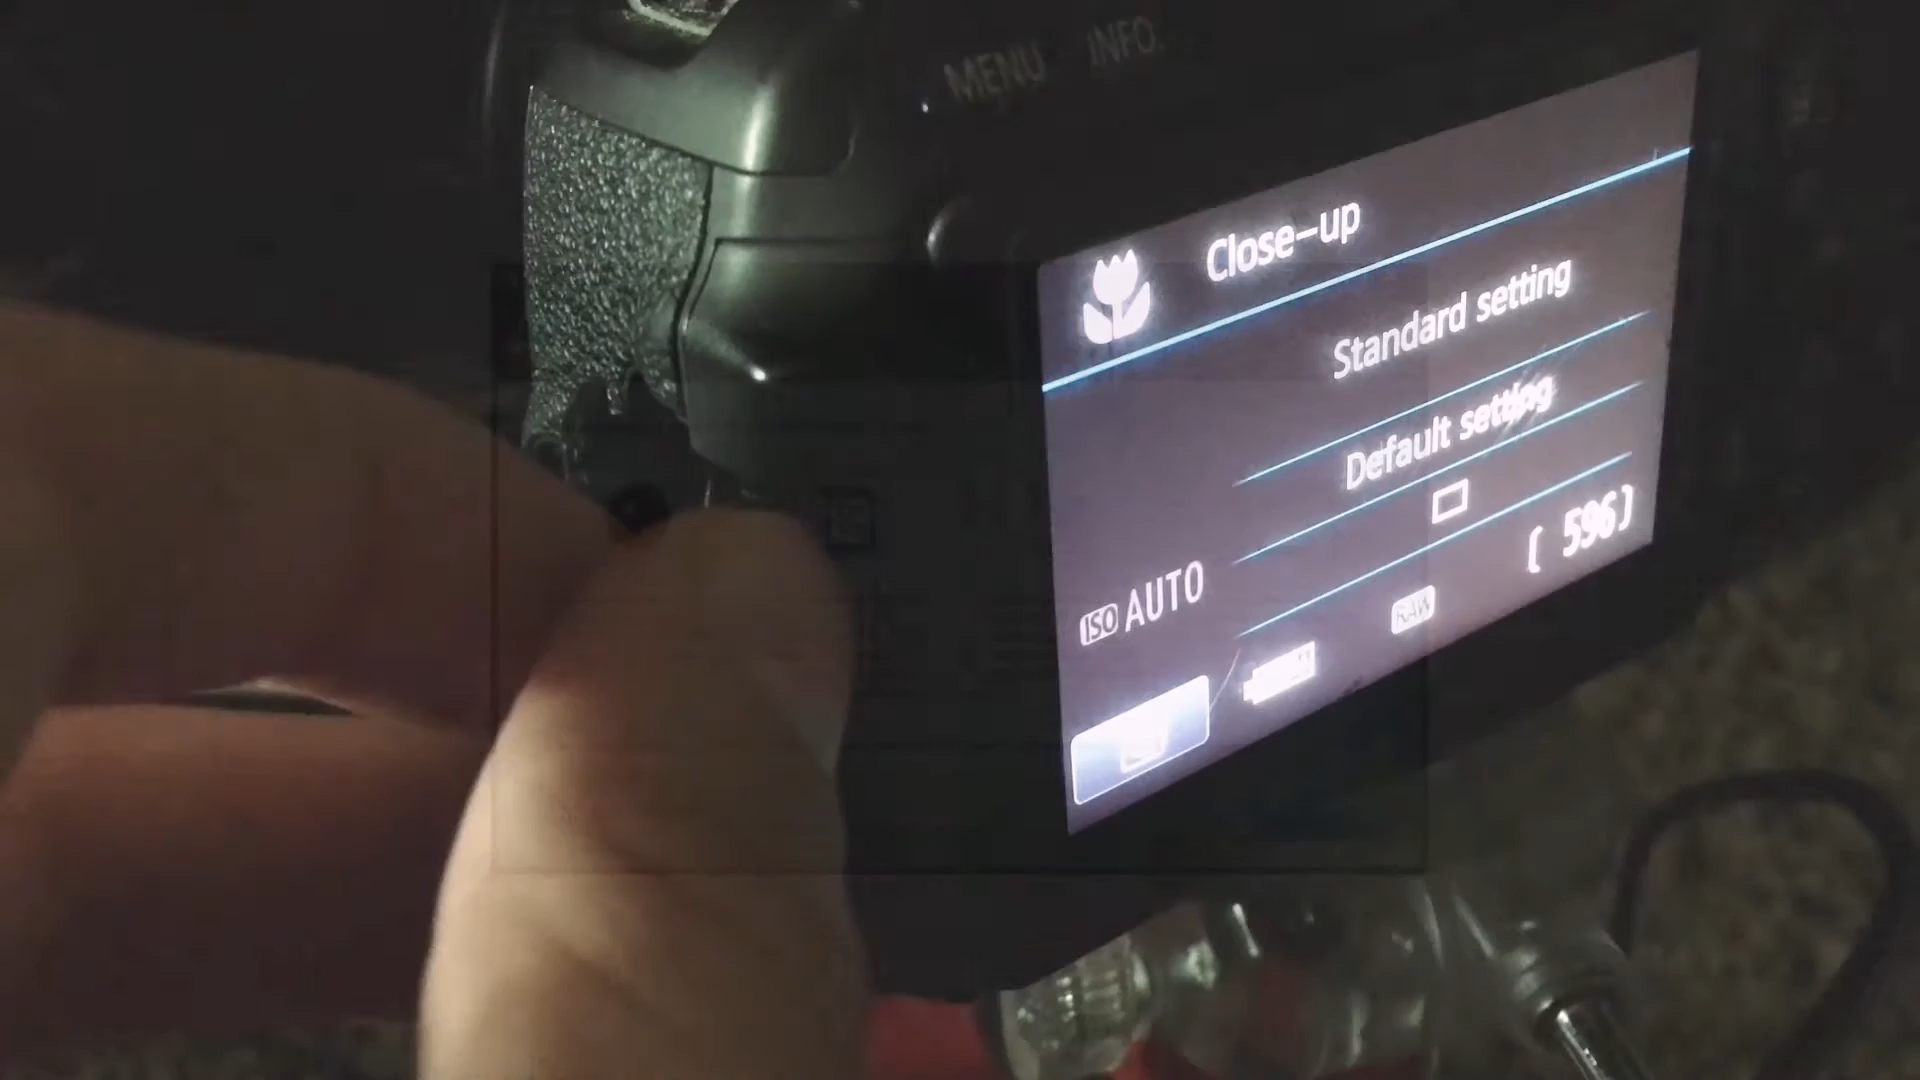 MENU INFO.
Close-up
Standard setting
Default setting
[ 596]
ISO AUTO
RAW